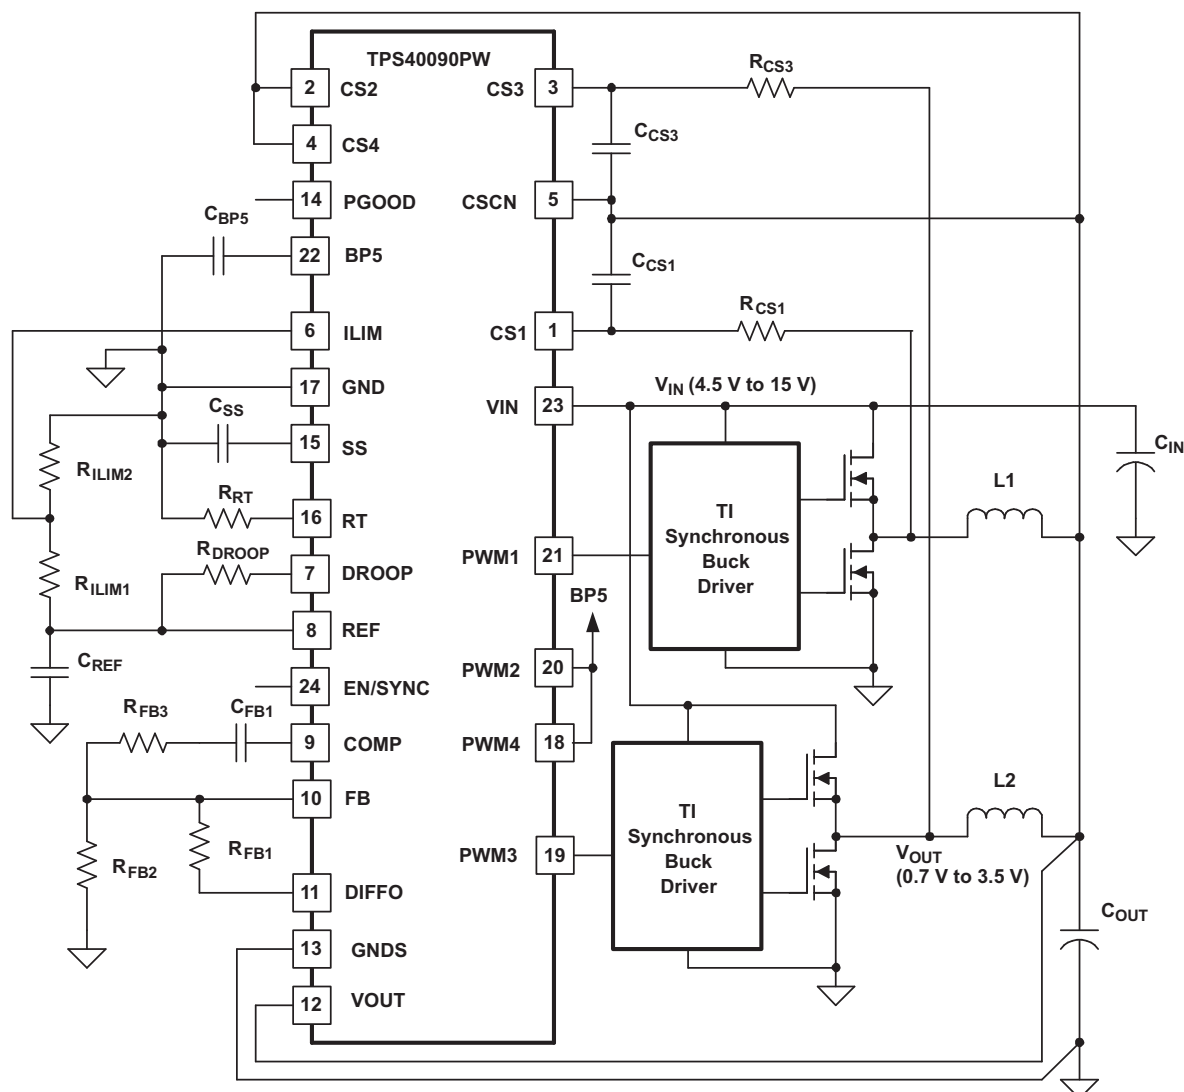 TPS40090PW
2 CS2
CS3 3
R_CS3
4 CS4
C_CS3
14 PGOOD
CSCN 5
C_BP5
22 BP5
C_CS1
R_CS1
6 ILIM
CS1 1
17 GND
V_IN (4.5 V to 15 V)
VIN 23
C_SS
15 SS
C_IN
R_ILIM2
L1
R_RT
16 RT
TI
Synchronous
Buck
Driver
R_DROOP
7 DROOP
PWM1 21
R_ILIM1
BP5
8 REF
C_REF
PWM2 20
24 EN/SYNC
R_FB3
C_FB1
9 COMP
PWM4 18
L2
10 FB
TI
Synchronous
Buck
Driver
R_FB1
R_FB2
PWM3 19
V_OUT
(0.7 V to 3.5 V)
11 DIFFO
C_OUT
13 GNDS
12 VOUT